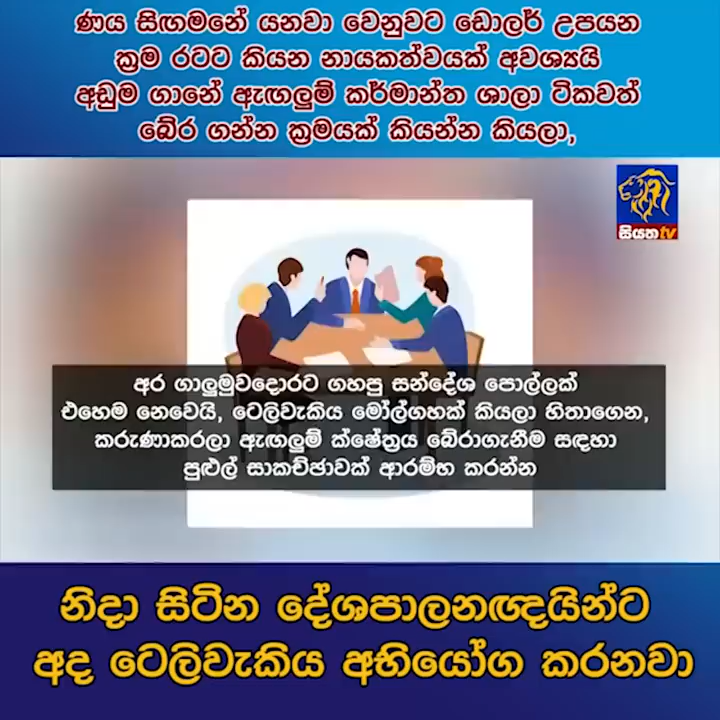 ණය සිඟමනේ යනවා වෙනුවට ඩොලර් උපයන
ක්‍රම රටට කියන නායකත්වයක් අවශ්‍යයි
අඩුම ගානේ ඇඟලුම් කර්මාන්ත ශාලා ටිකවත්
බේර ගන්න ක්‍රමයක් කියන්න කියලා,
සියත tv
අර ගාලුමුවදොරට ගහපු සන්දේශ පොල්ලක්
එහෙම නෙවෙයි, ටෙලිවැකිය මෝල්ගහක් කියලා හිතාගෙන,
කරුණාකරලා ඇඟලුම් ක්ෂේත්‍රය බේරාගැනීම සඳහා
පුළුල් සාකච්ඡාවක් ආරම්භ කරන්න
නිදා සිටින දේශපාලනඥයින්ට
අද ටෙලිවැකිය අභියෝග කරනවා